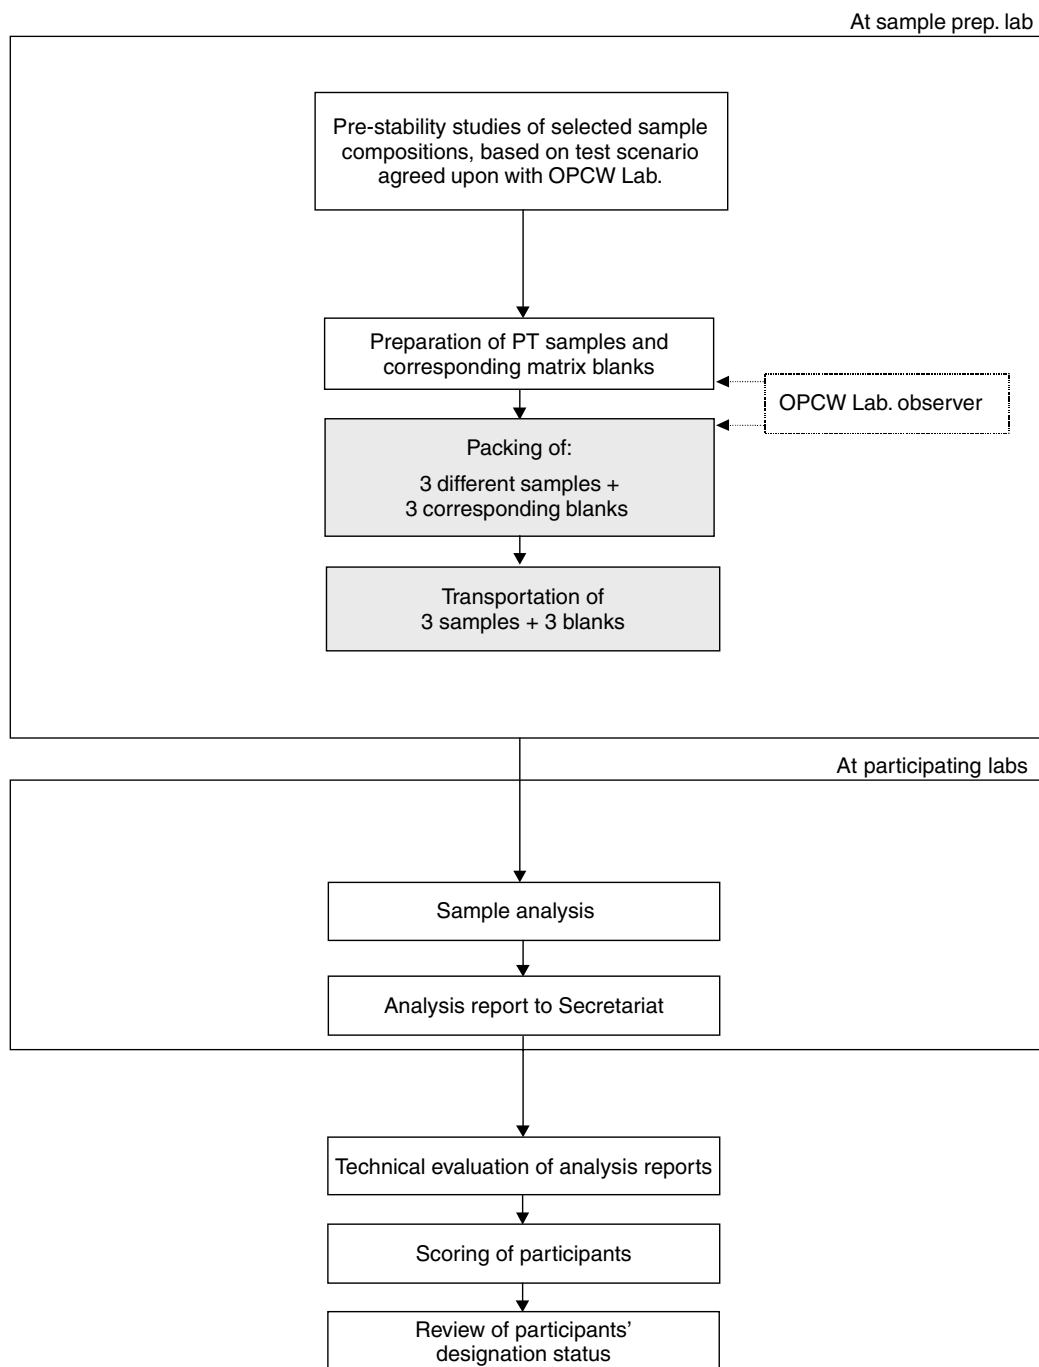 At sample prep. lab
Pre-stability studies of selected sample
compositions, based on test scenario
agreed upon with OPCW Lab.
Preparation of PT samples and
corresponding matrix blanks
OPCW Lab. observer
Packing of:
3 different samples +
3 corresponding blanks
Transportation of
3 samples + 3 blanks
At participating labs
Sample analysis
Analysis report to Secretariat
Technical evaluation of analysis reports
Scoring of participants
Review of participants’
designation status